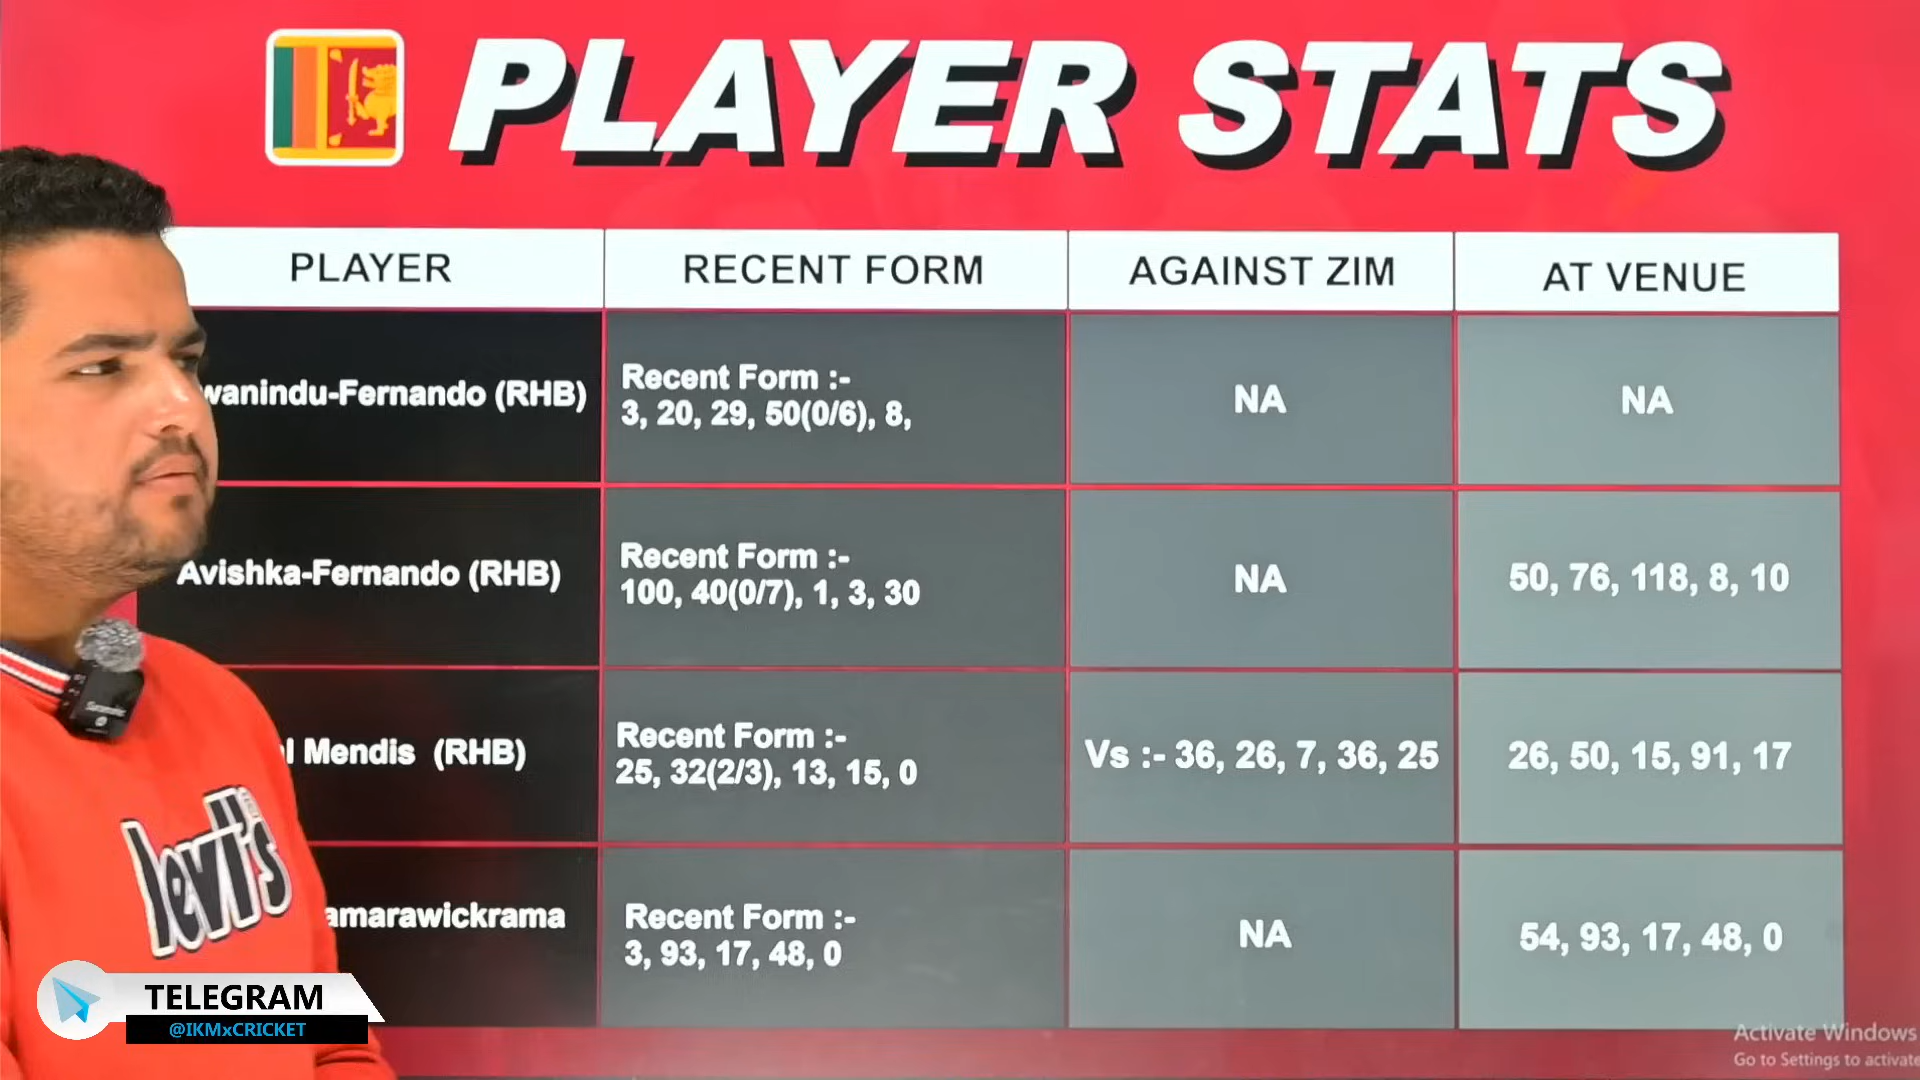 PLAYER STATS
PLAYER
RECENT FORM
AGAINST ZIM
AT VENUE
wanindu-Fernando (RHB)
Recent Form :-
3, 20, 29, 50(0/6), 8,
NA
NA
Avishka-Fernando (RHB)
Recent Form :-
100, 40(0/7), 1, 3, 30
NA
50, 76, 118, 8, 10
l Mendis (RHB)
Recent Form :-
25, 32(2/3), 13, 15, 0
Vs :- 36, 26, 7, 36, 25
26, 50, 15, 91, 17
amarawickrama
Recent Form :-
3, 93, 17, 48, 0
NA
54, 93, 17, 48, 0
levi's
TELEGRAM
@IKMxCRICKET
Activate Windows
Go to Settings to activate